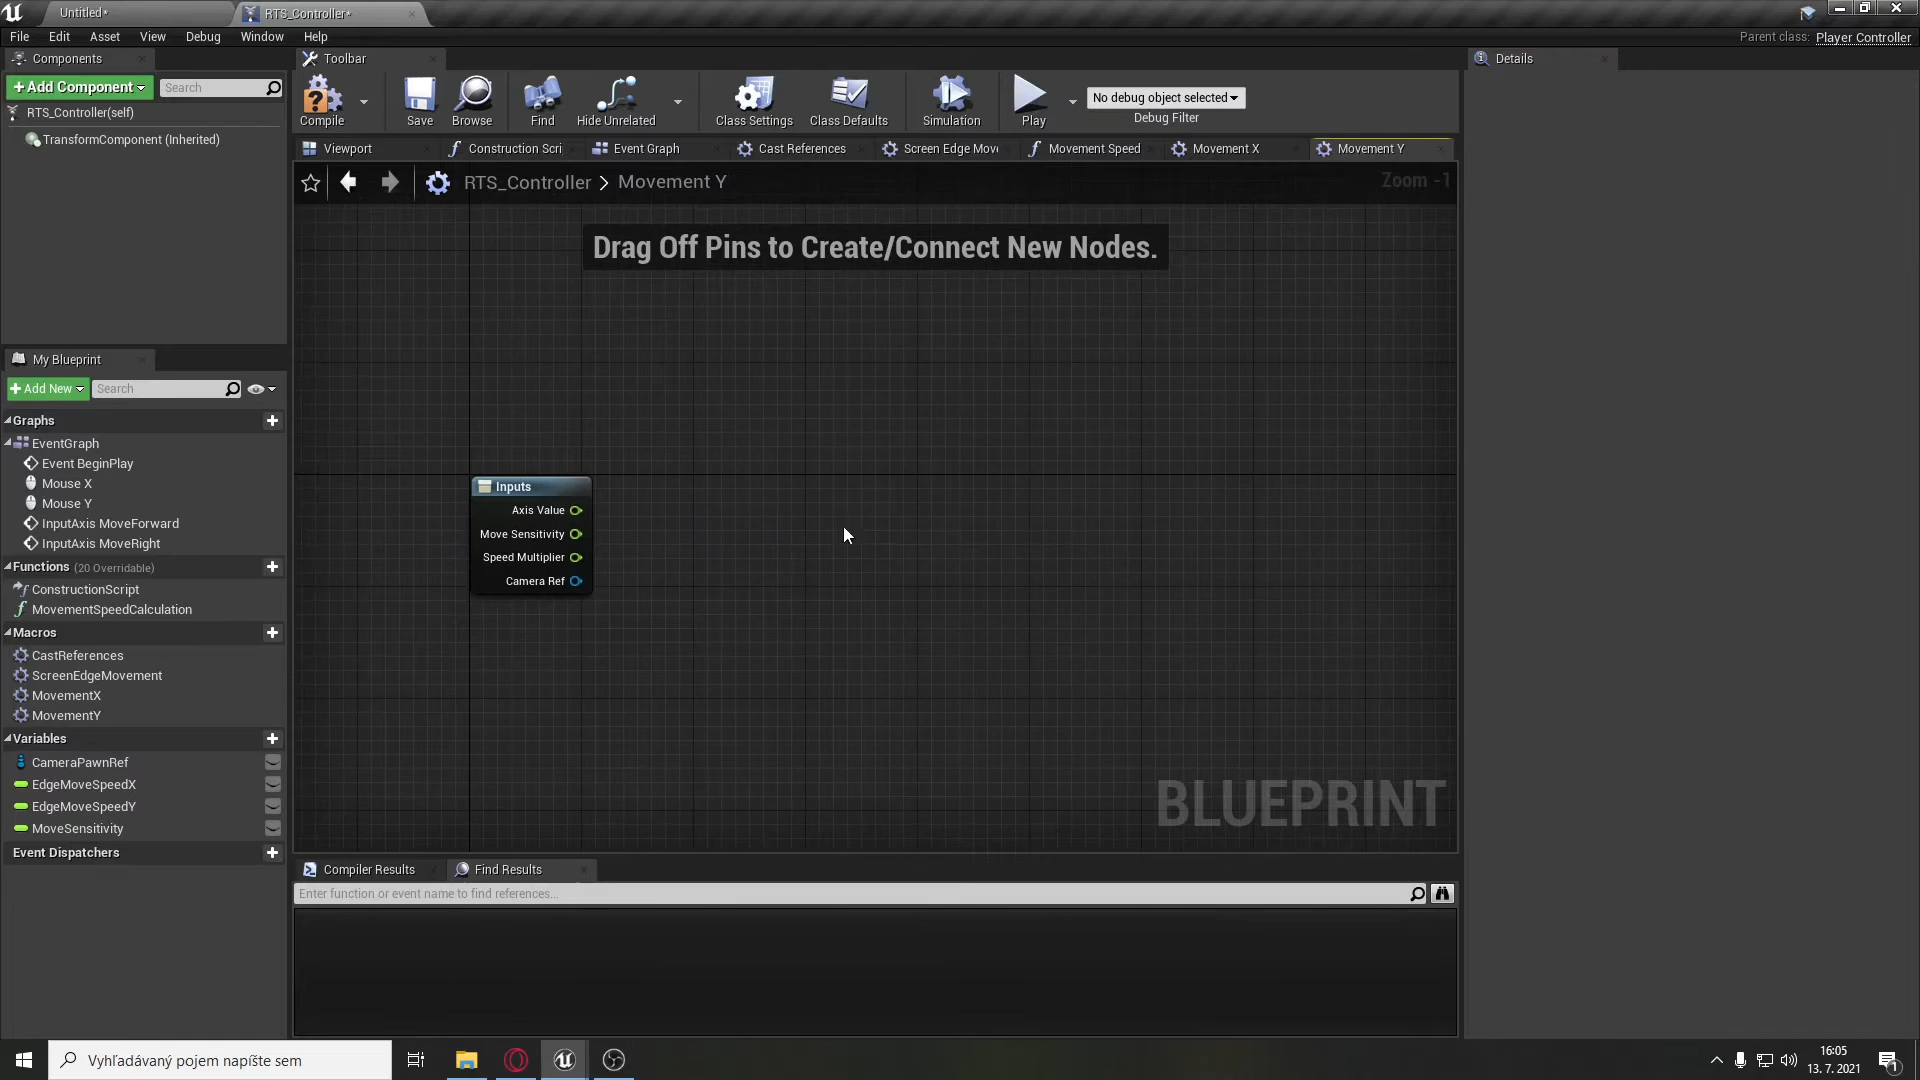 Untitled*
RTS_Controller*
File Edit Asset View Debug Window Help
Parent class: Player Controller
Components
Toolbar
Details
Add Component
Search
Compile
Save
Browse
Find
Hide Unrelated
Class Settings
Class Defaults
Simulation
Play
No debug object selected
Debug Filter
RTS_Controller(self)
TransformComponent (Inherited)
Viewport
Construction Scri
Event Graph
Cast References
Screen Edge Mov
Movement Speed
Movement X
Movement Y
RTS_Controller > Movement Y
Zoom -1
Drag Off Pins to Create/Connect New Nodes.
My Blueprint
Add New
Search
Graphs
EventGraph
Event BeginPlay
Mouse X
Mouse Y
InputAxis MoveForward
InputAxis MoveRight
Functions (20 Overridable)
ConstructionScript
MovementSpeedCalculation
Macros
CastReferences
ScreenEdgeMovement
MovementX
MovementY
Variables
CameraPawnRef
EdgeMoveSpeedX
EdgeMoveSpeedY
MoveSensitivity
Event Dispatchers
Inputs
Axis Value
Move Sensitivity
Speed Multiplier
Camera Ref
BLUEPRINT
Compiler Results
Find Results
Enter function or event name to find references...
Vyhľadávaný pojem napíšte sem
16:05
13. 7. 2021
1